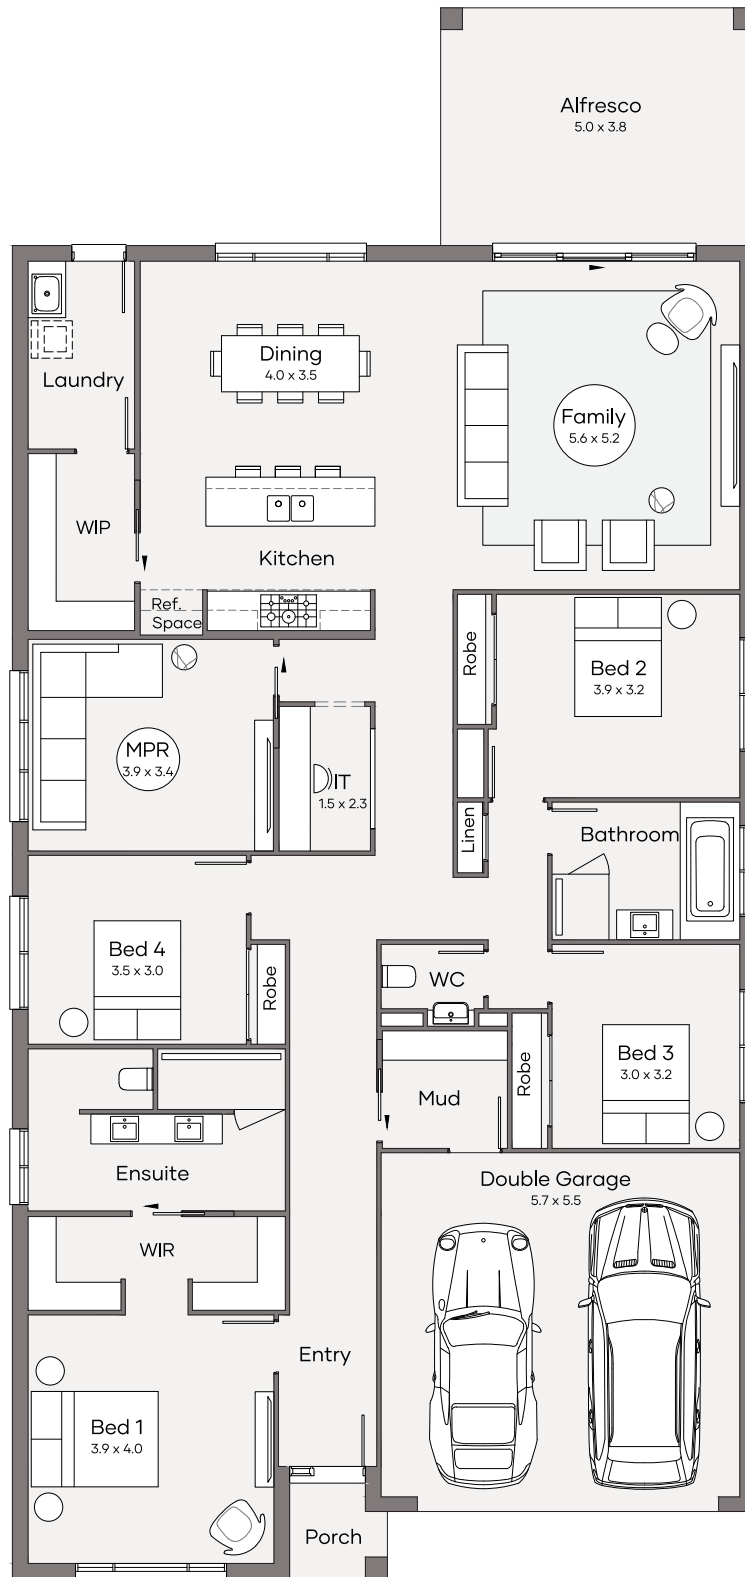 Alfresco
5.0 x 3.8
Dining
4.0 x 3.5
Laundry
Family
5.6 x 5.2
WIP
Kitchen
Ref.
Space
Robe
Bed 2
3.9 x 3.2
MPR
3.9 x 3.4
IT
1.5 x 2.3
Linen
Bathroom
Bed 4
3.5 x 3.0
Robe
WC
Bed 3
3.0 x 3.2
Robe
Mud
Ensuite
Double Garage
5.7 x 5.5
WIR
Entry
Bed 1
3.9 x 4.0
Porch